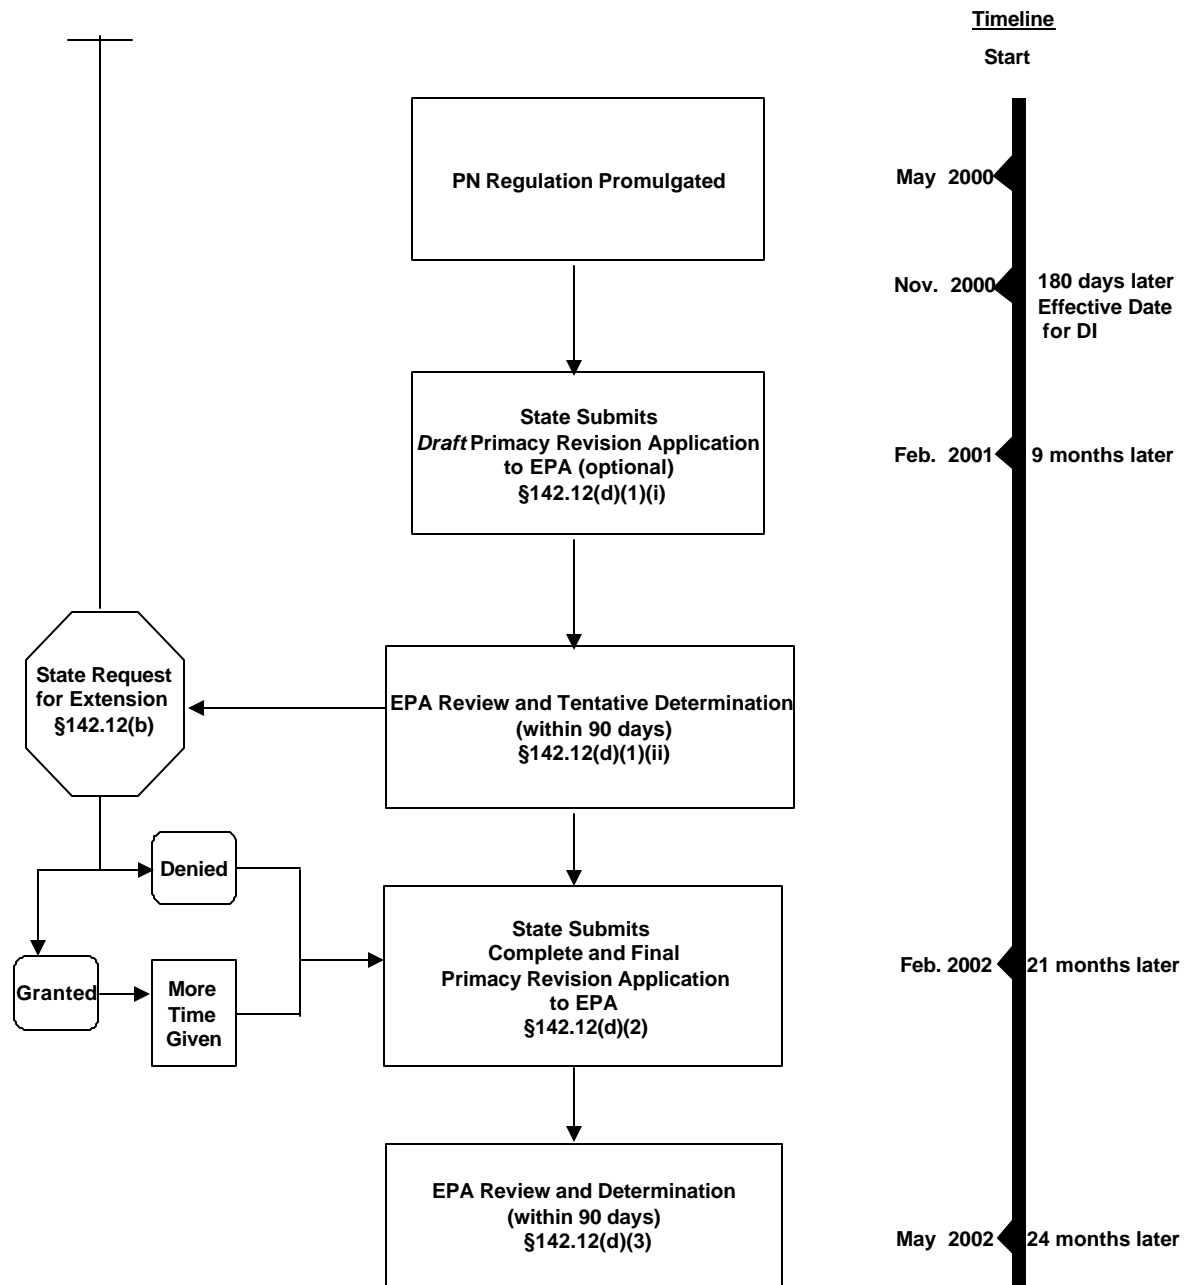 Timeline
Start
PN Regulation Promulgated
May 2000
Nov. 2000
180 days later
Effective Date
for DI
State Submits
Draft Primacy Revision Application
to EPA (optional)
§142.12(d)(1)(i)
Feb. 2001
9 months later
State Request
for Extension
§142.12(b)
EPA Review and Tentative Determination
(within 90 days)
§142.12(d)(1)(ii)
Denied
Granted
More
Time
Given
State Submits
Complete and Final
Primacy Revision Application
to EPA
§142.12(d)(2)
Feb. 2002
21 months later
EPA Review and Determination
(within 90 days)
§142.12(d)(3)
May 2002
24 months later